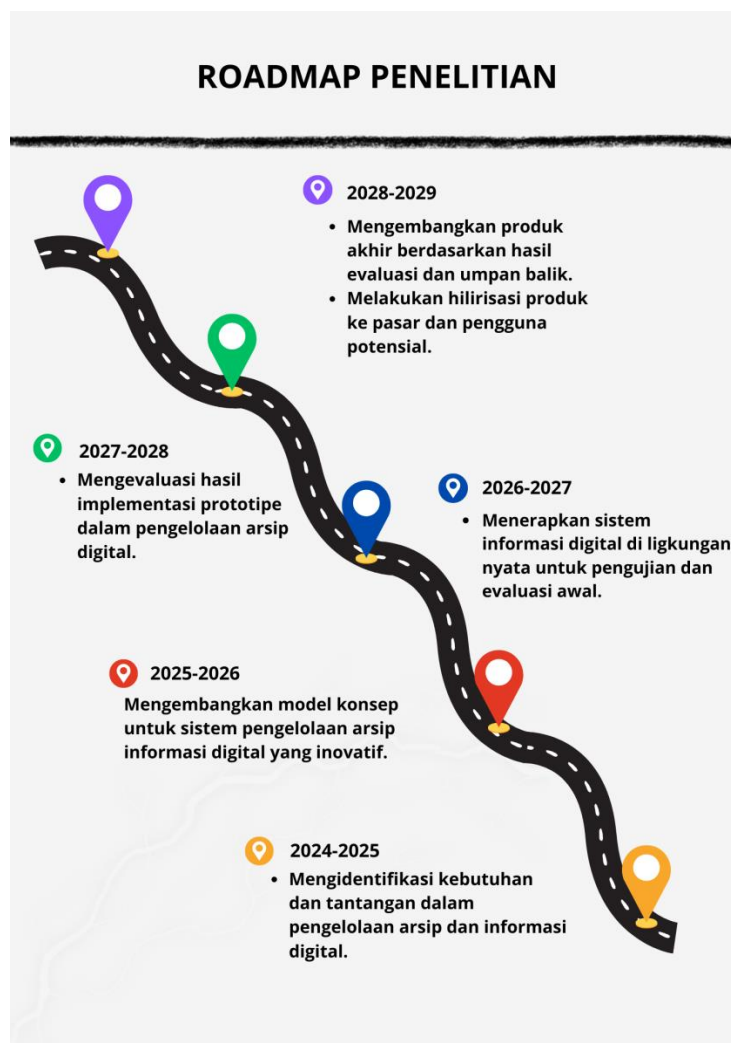 ROADMAP PENELITIAN
2028-2029
• Mengembangkan produk
akhir berdasarkan hasil
evaluasi dan umpan balik.
• Melakukan hilirisasi produk
ke pasar dan pengguna
potensial.
2027-2028
• Mengevaluasi hasil
implementasi prototipe
dalam pengelolaan arsip
digital.
2026-2027
• Menerapkan sistem
informasi digital di ligkungan
nyata untuk pengujian dan
evaluasi awal.
2025-2026
Mengembangkan model konsep
untuk sistem pengelolaan arsip
informasi digital yang inovatif.
2024-2025
• Mengidentifikasi kebutuhan
dan tantangan dalam
pengelolaan arsip dan informasi
digital.